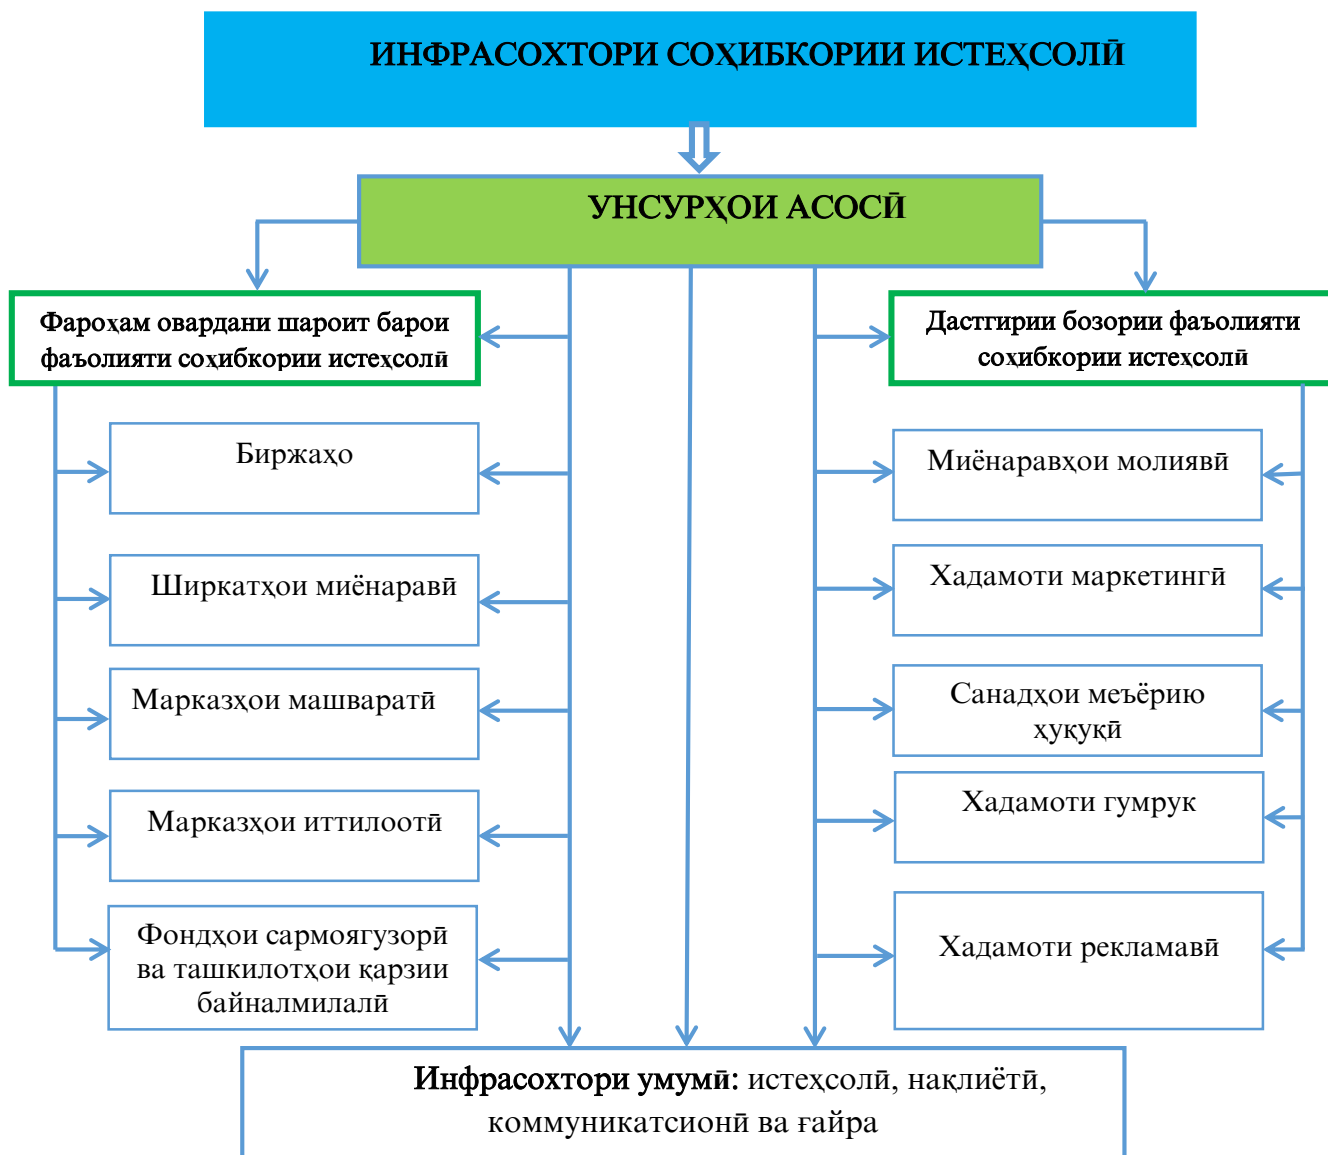 ИНФРАСОХТОРИ СОҲИБКОРИИ ИСТЕҲСОЛӢ
УНСУРҲОИ АСОСӢ
Фароҳам овардани шароит барои
фаъолияти соҳибкории истеҳсолӣ
Биржаҳо
Ширкатҳои миёнаравӣ
Марказҳои машваратӣ
Марказҳои иттилоотӣ
Фондҳои сармоягузорӣ
ва ташкилотҳои қарзии
байналмилалӣ
Дастгирии бозории фаъолияти
соҳибкории истеҳсолӣ
Миёнаравҳои молиявӣ
Хадамоти маркетингӣ
Санадҳои меъёрию
ҳуқуқӣ
Хадамоти гумрук
Хадамоти рекламавӣ
Инфрасохтори умумӣ: истеҳсолӣ, нақлиётӣ,
коммуникатсионӣ ва ғайра